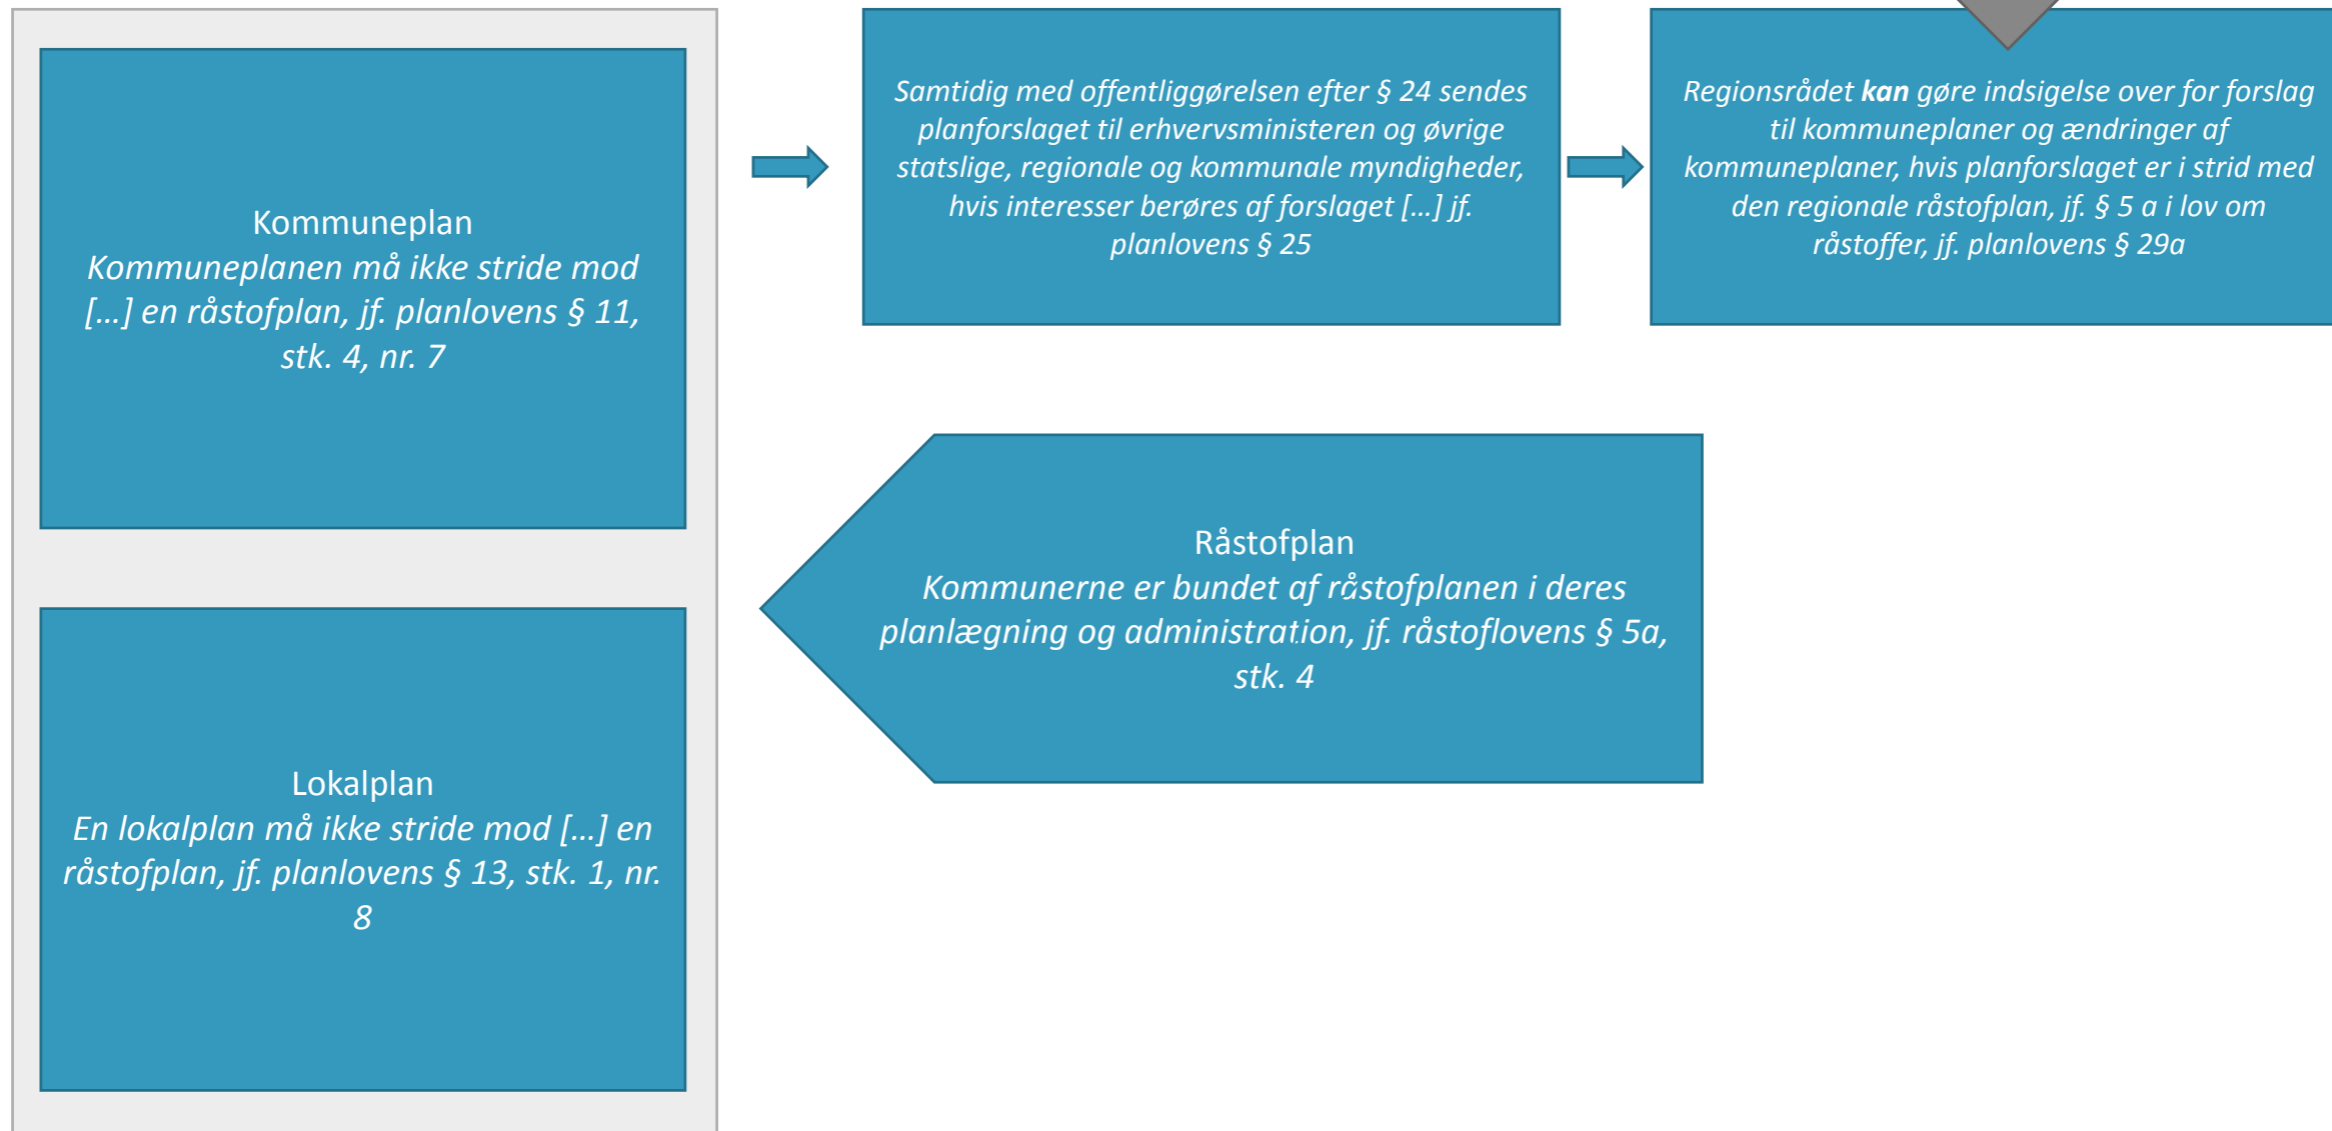 Kommuneplan
Kommuneplanen må ikke stride mod
[…] en råstofplan, jf. planlovens § 11,
stk. 4, nr. 7
Lokalplan
En lokalplan må ikke stride mod […] en
råstofplan, jf. planlovens § 13, stk. 1, nr.
8
Samtidig med offentliggørelsen efter § 24 sendes
planforslaget til erhvervsministeren og øvrige
statslige, regionale og kommunale myndigheder,
hvis interesser berøres af forslaget […] jf.
planlovens § 25
Regionsrådet kan gøre indsigelse over for forslag
til kommuneplaner og ændringer af
kommuneplaner, hvis planforslaget er i strid med
den regionale råstofplan, jf. § 5 a i lov om
råstoffer, jf. planlovens § 29a
Råstofplan
Kommunerne er bundet af råstofplanen i deres
planlægning og administration, jf. råstoflovens § 5a,
stk. 4